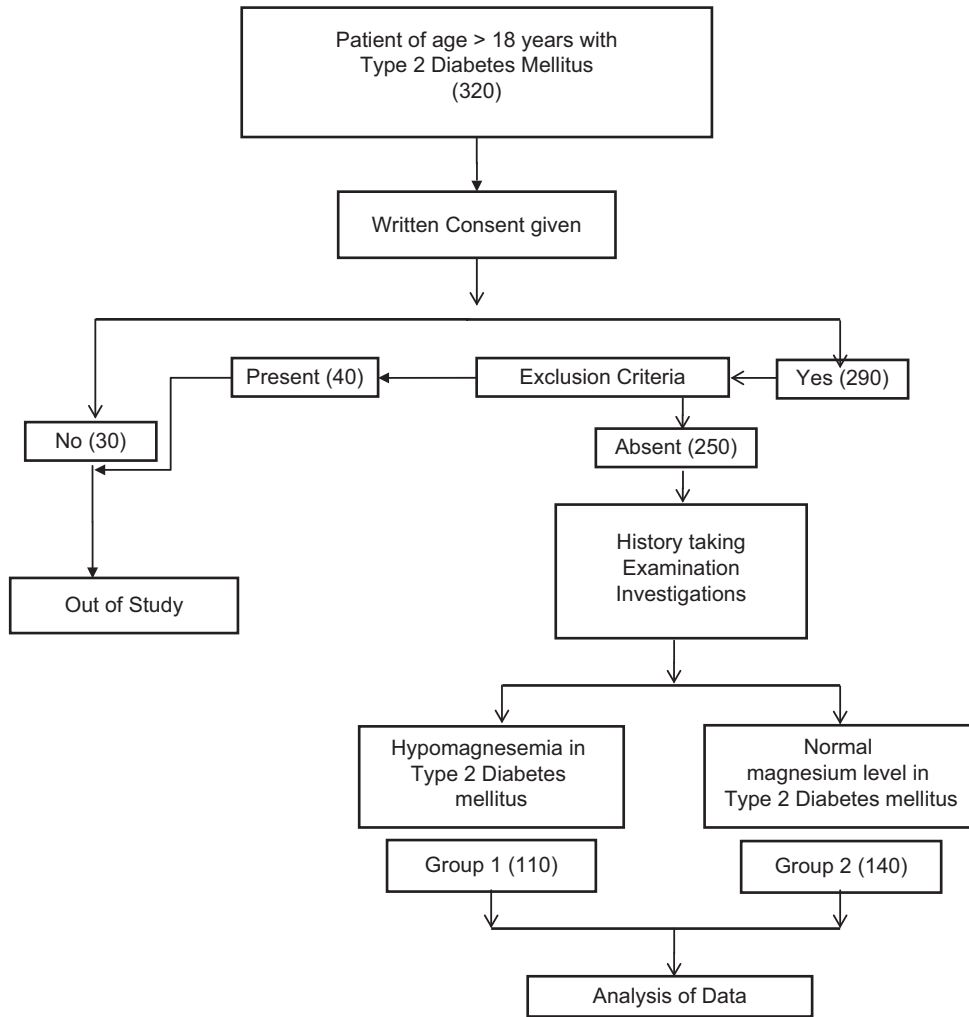 Patient of age > 18 years with
Type 2 Diabetes Mellitus
(320)
Written Consent given
Present (40)
Exclusion Criteria
Yes (290)
No (30)
Absent (250)
History taking
Examination
Investigations
Out of Study
Hypomagnesemia in
Type 2 Diabetes
mellitus
Normal
magnesium level in
Type 2 Diabetes mellitus
Group 1 (110)
Group 2 (140)
Analysis of Data